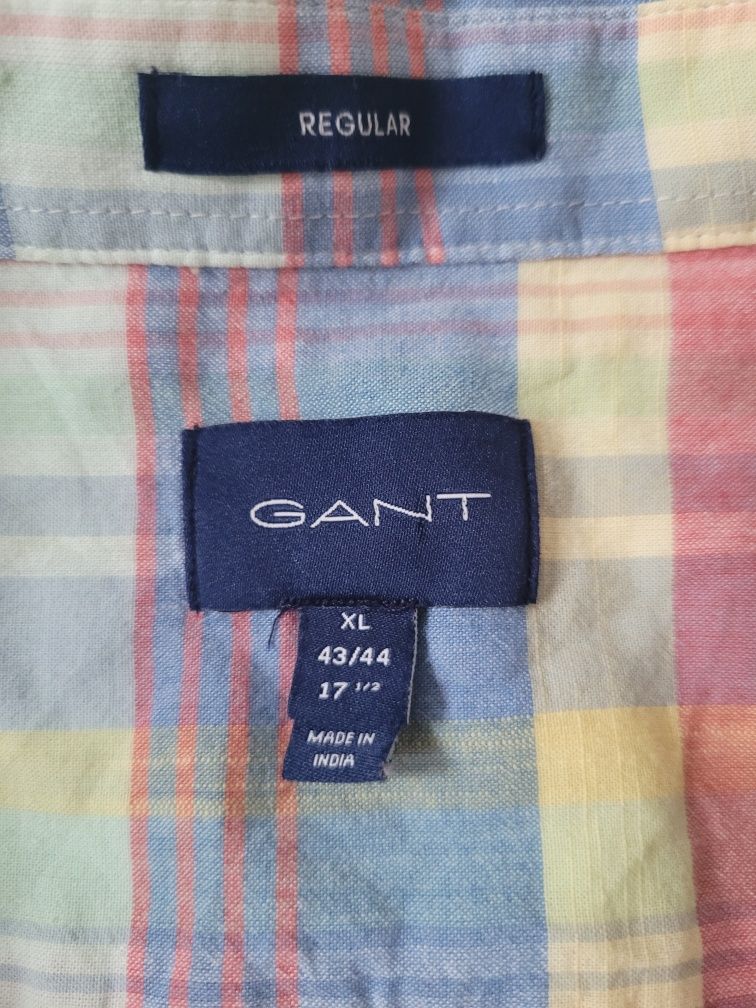 REGULAR
GANT
XL
43/44
17 1/2
MADE IN
INDIA